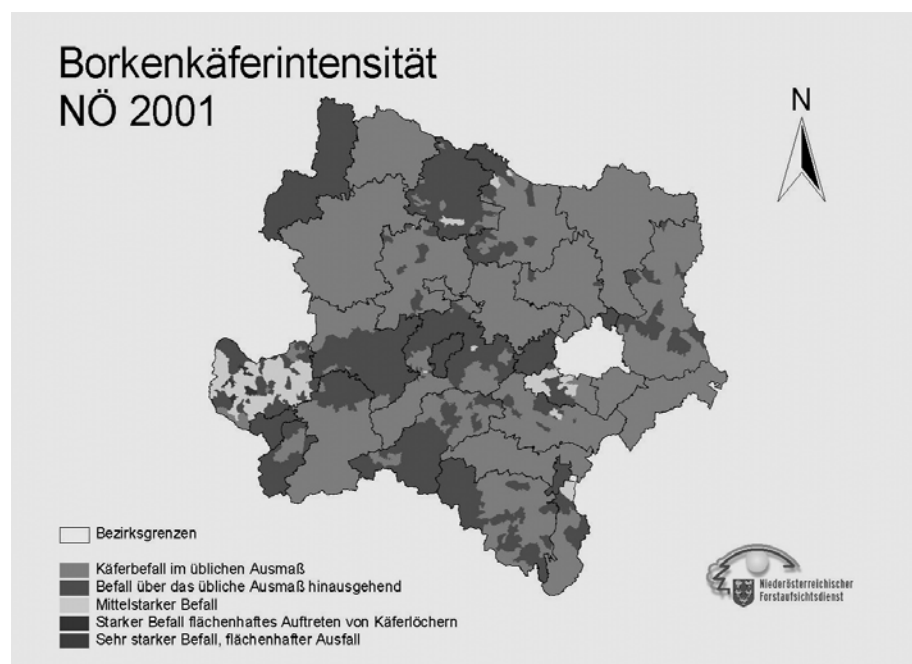 Borkenkäferintensität
NÖ 2001
N
Bezirksgrenzen
Käferbefall im üblichen Ausmaß
Befall über das übliche Ausmaß hinausgehend
Mittelstarker Befall
Starker Befall flächenhaftes Auftreten von Käferlöchern
Sehr starker Befall, flächenhafter Ausfall
Niederösterreichischer
Forstaufsichtsdienst